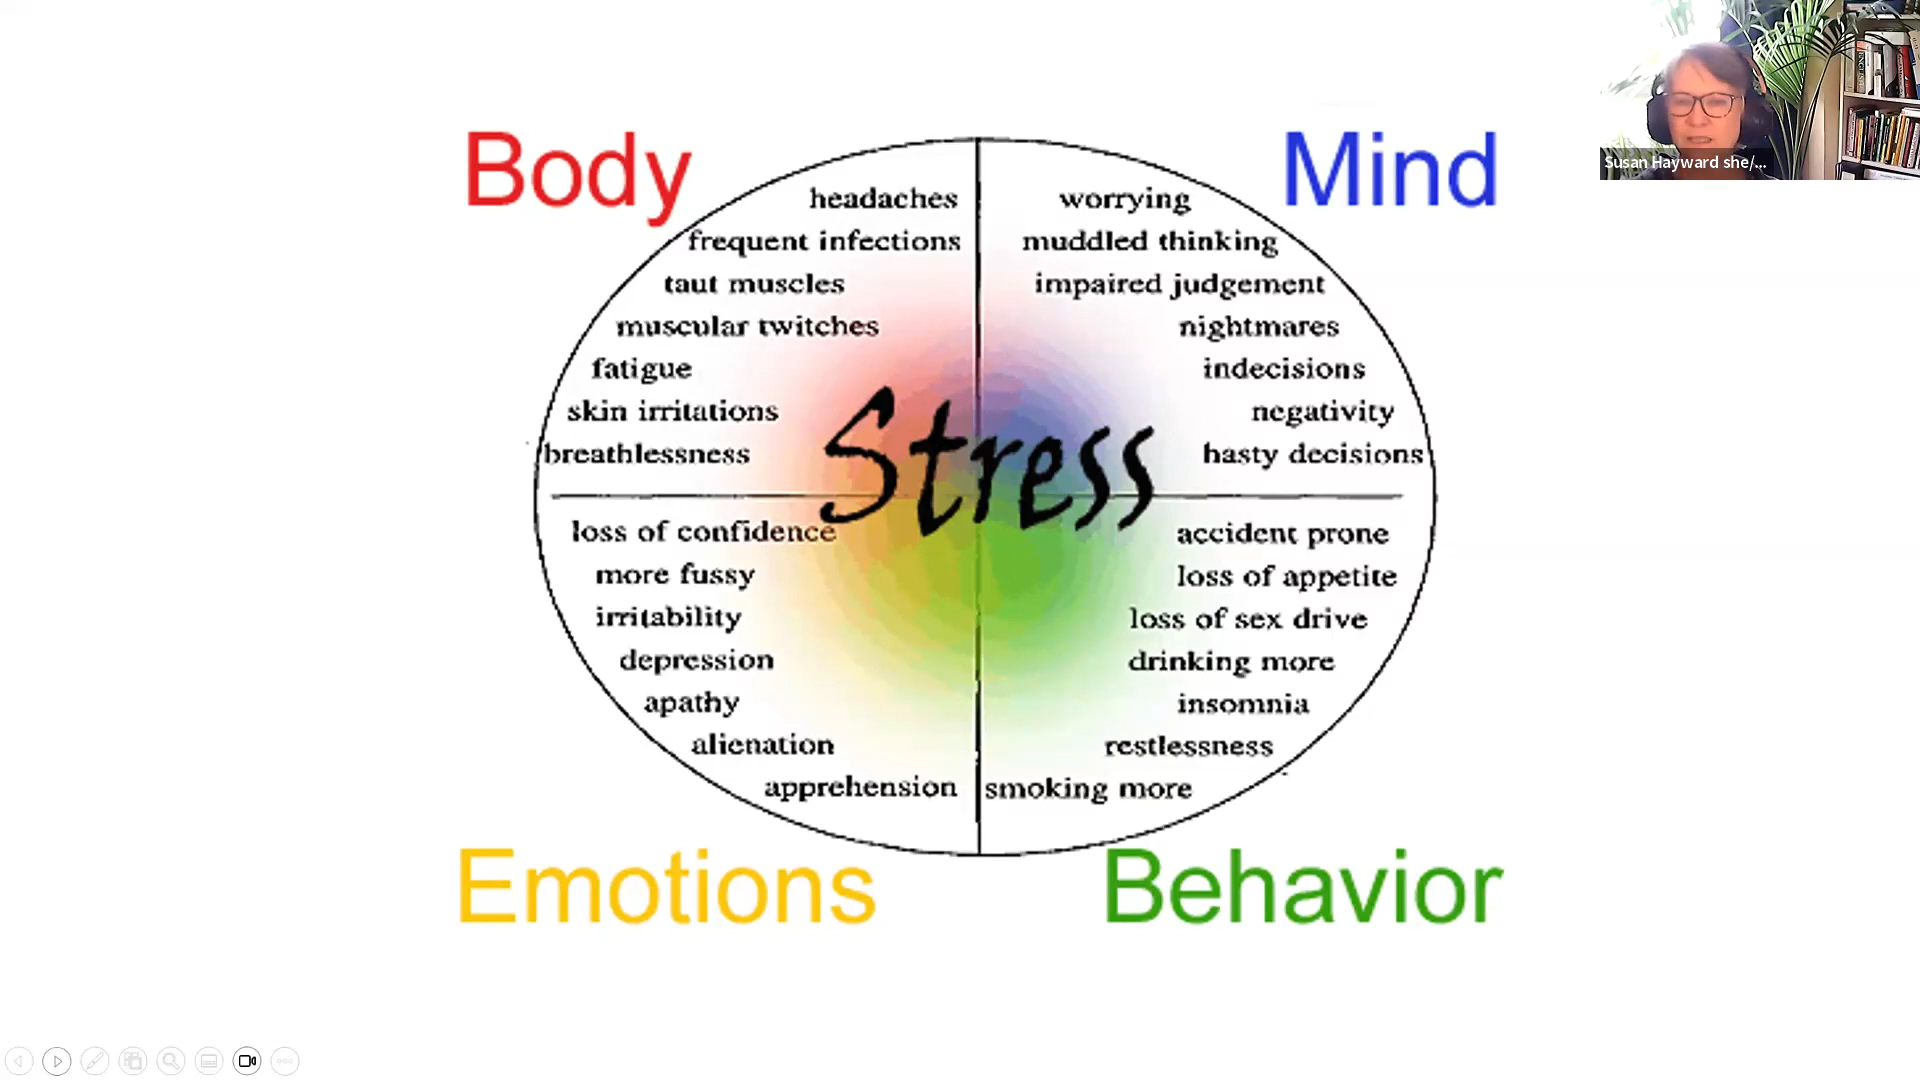 Body
headaches
frequent infections
taut muscles
muscular twitches
fatigue
skin irritations
breathlessness
Mind
worrying
muddled thinking
impaired judgement
nightmares
indecisions
negativity
hasty decisions
Stress
loss of confidence
more fussy
irritability
depression
apathy
alienation
apprehension
Emotions
accident prone
loss of appetite
loss of sex drive
drinking more
insomnia
restlessness
smoking more
Behavior
Susan Hayward she/...